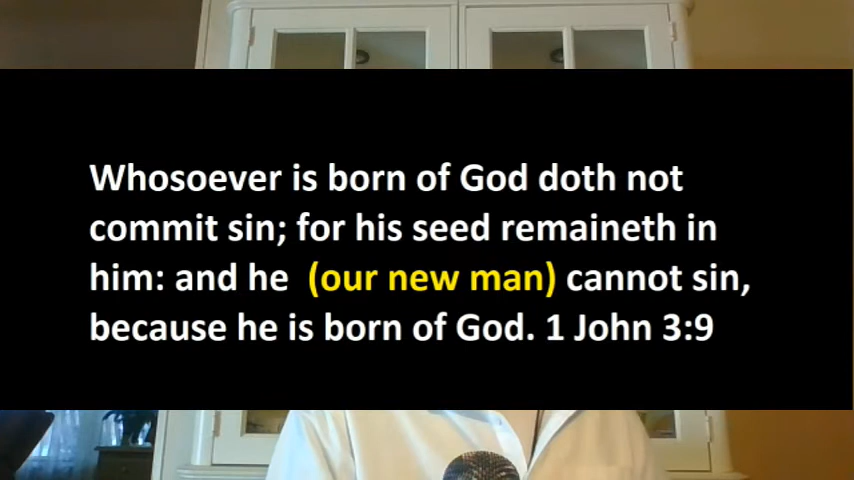 Whosoever is born of God doth not
commit sin; for his seed remaineth in
him: and he (our new man) cannot sin,
because he is born of God. 1 John 3:9